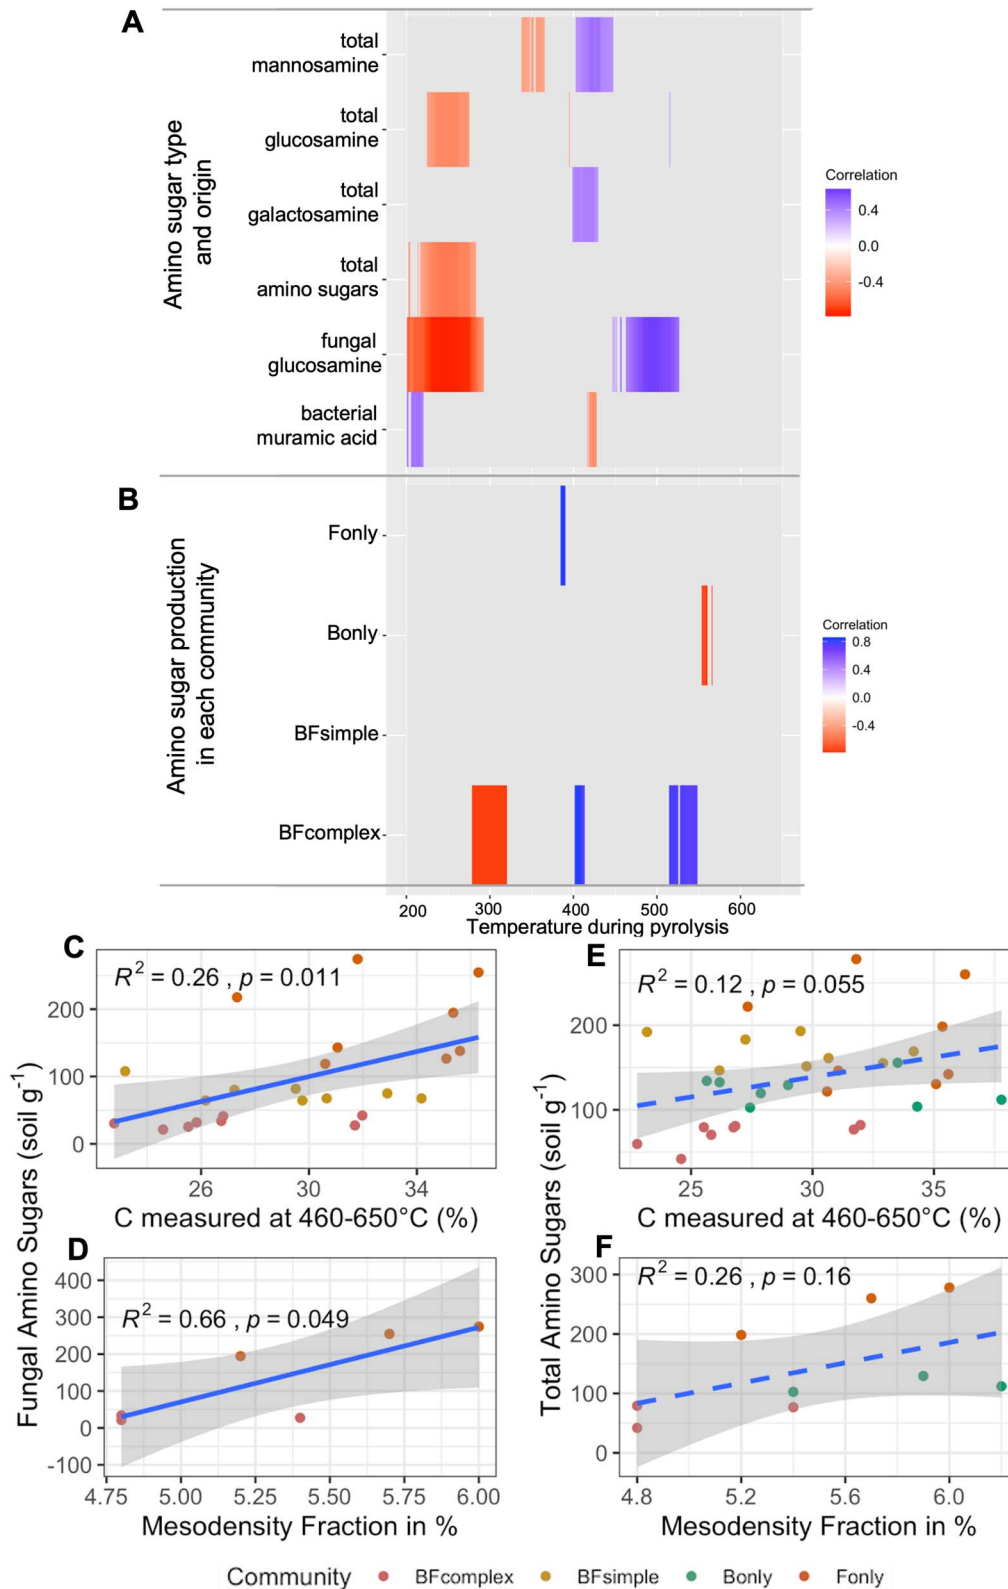 A
Amino sugar type
and origin
total
mannosamine
total
glucosamine
total
galactosamine
total
amino sugars
fungal
glucosamine
bacterial
muramic acid
Correlation
0.4
0.0
-0.4
B
Amino sugar production
in each community
Fonly
Bonly
BFsimple
BFcomplex
Correlation
0.8
0.4
0.0
-0.4
200 300 400 500 600
Temperature during pyrolysis
C
R² = 0.26 , p = 0.011
200
100
0
26 30 34
C measured at 460-650°C (%)
D
R² = 0.66 , p = 0.049
400
300
200
100
0
-100
4.75 5.00 5.25 5.50 5.75 6.00
Mesodensity Fraction in %
Fungal Amino Sugars (soil g⁻¹)
E
R² = 0.12 , p = 0.055
200
100
25 30 35
C measured at 460-650°C (%)
F
R² = 0.26 , p = 0.16
300
200
100
0
4.8 5.2 5.6 6.0
Mesodensity Fraction in %
Total Amino Sugars (soil g⁻¹)
Community BFcomplex BFsimple Bonly Fonly